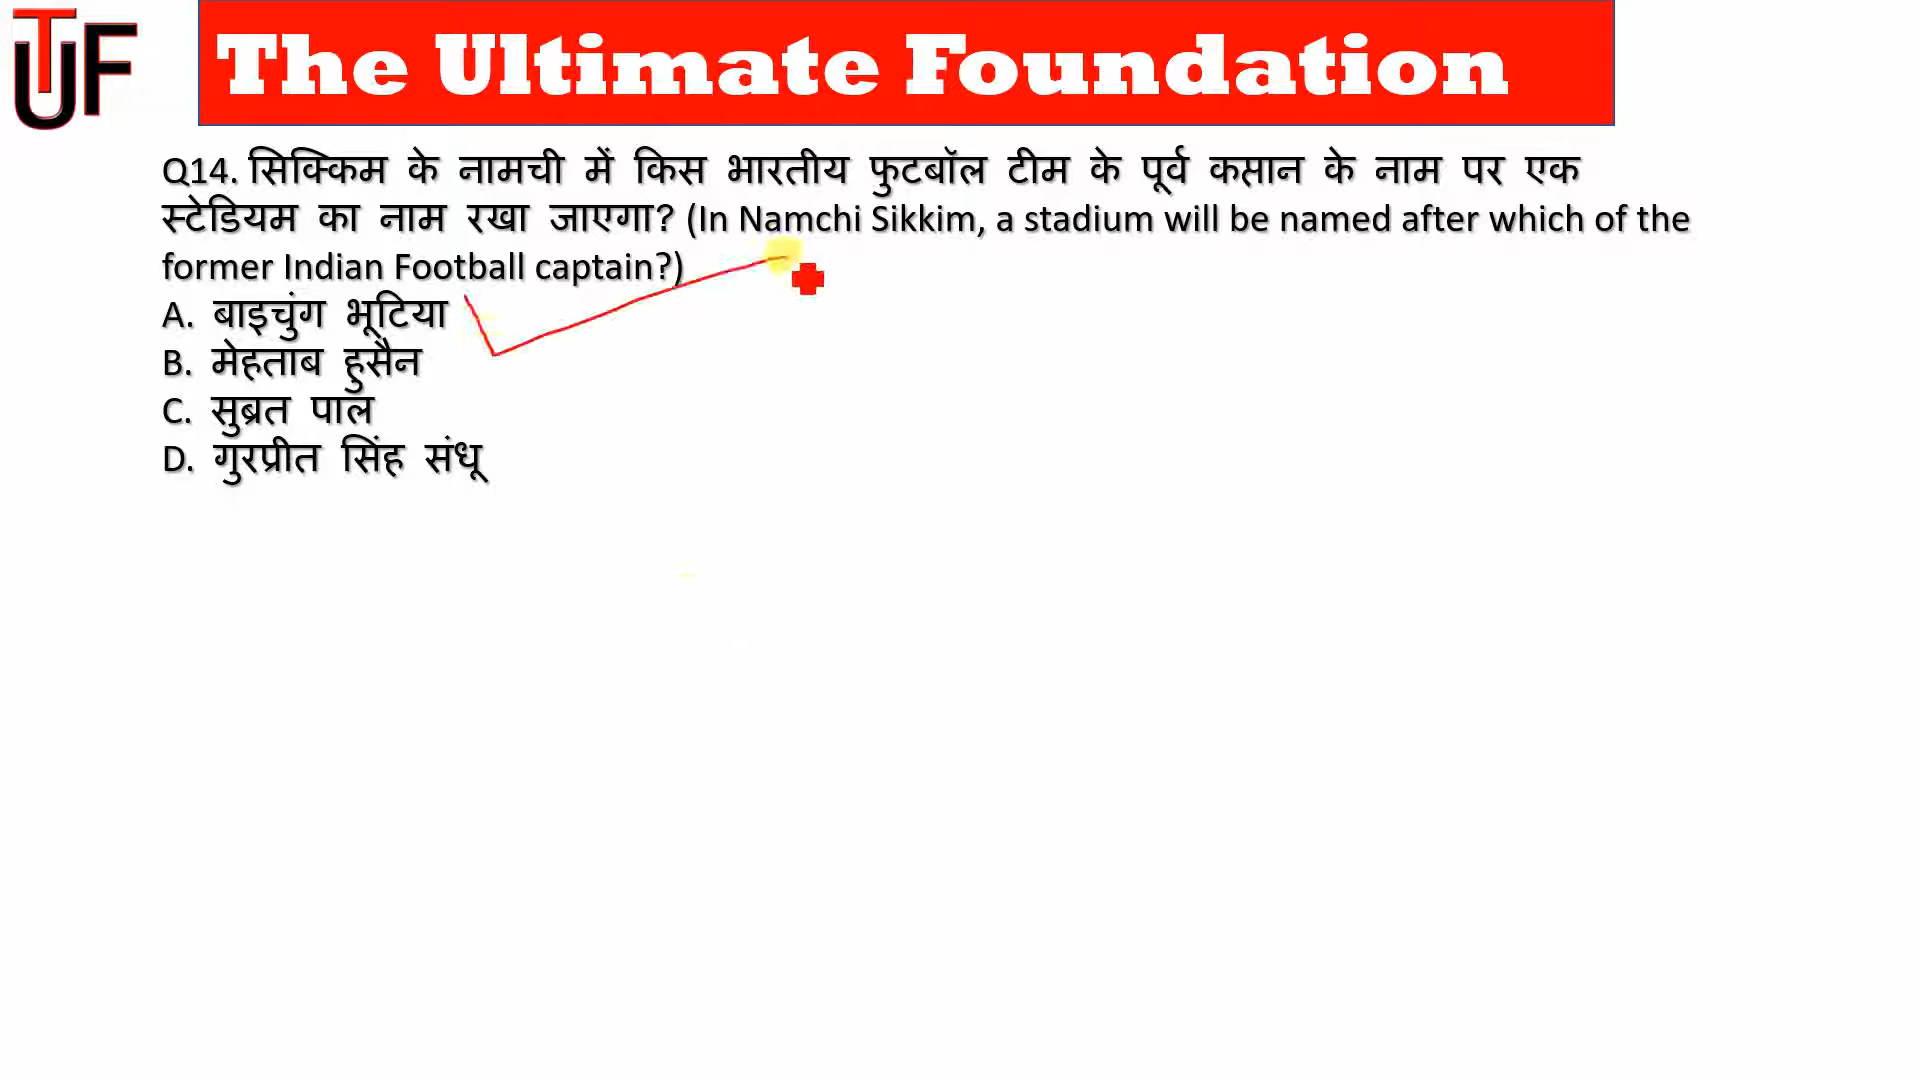 TUF
The Ultimate Foundation
Q14. सिक्किम के नामची में किस भारतीय फुटबॉल टीम के पूर्व कप्तान के नाम पर एक
स्टेडियम का नाम रखा जाएगा? (In Namchi Sikkim, a stadium will be named after which of the
former Indian Football captain?)
A. बाइचुंग भूटिया
B. मेहताब हुसैन
C. सुब्रत पाल
D. गुरप्रीत सिंह संधू